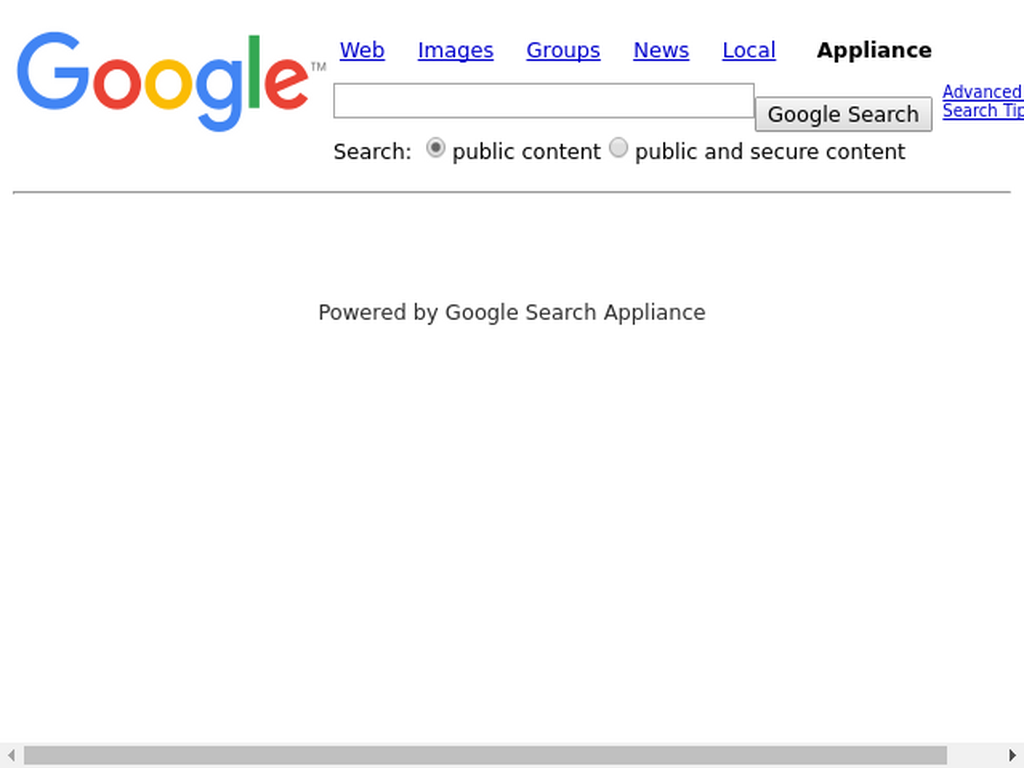 Google™
Web Images Groups News Local Appliance
Google Search
Advanced
Search Tip
Search: public content public and secure content
Powered by Google Search Appliance